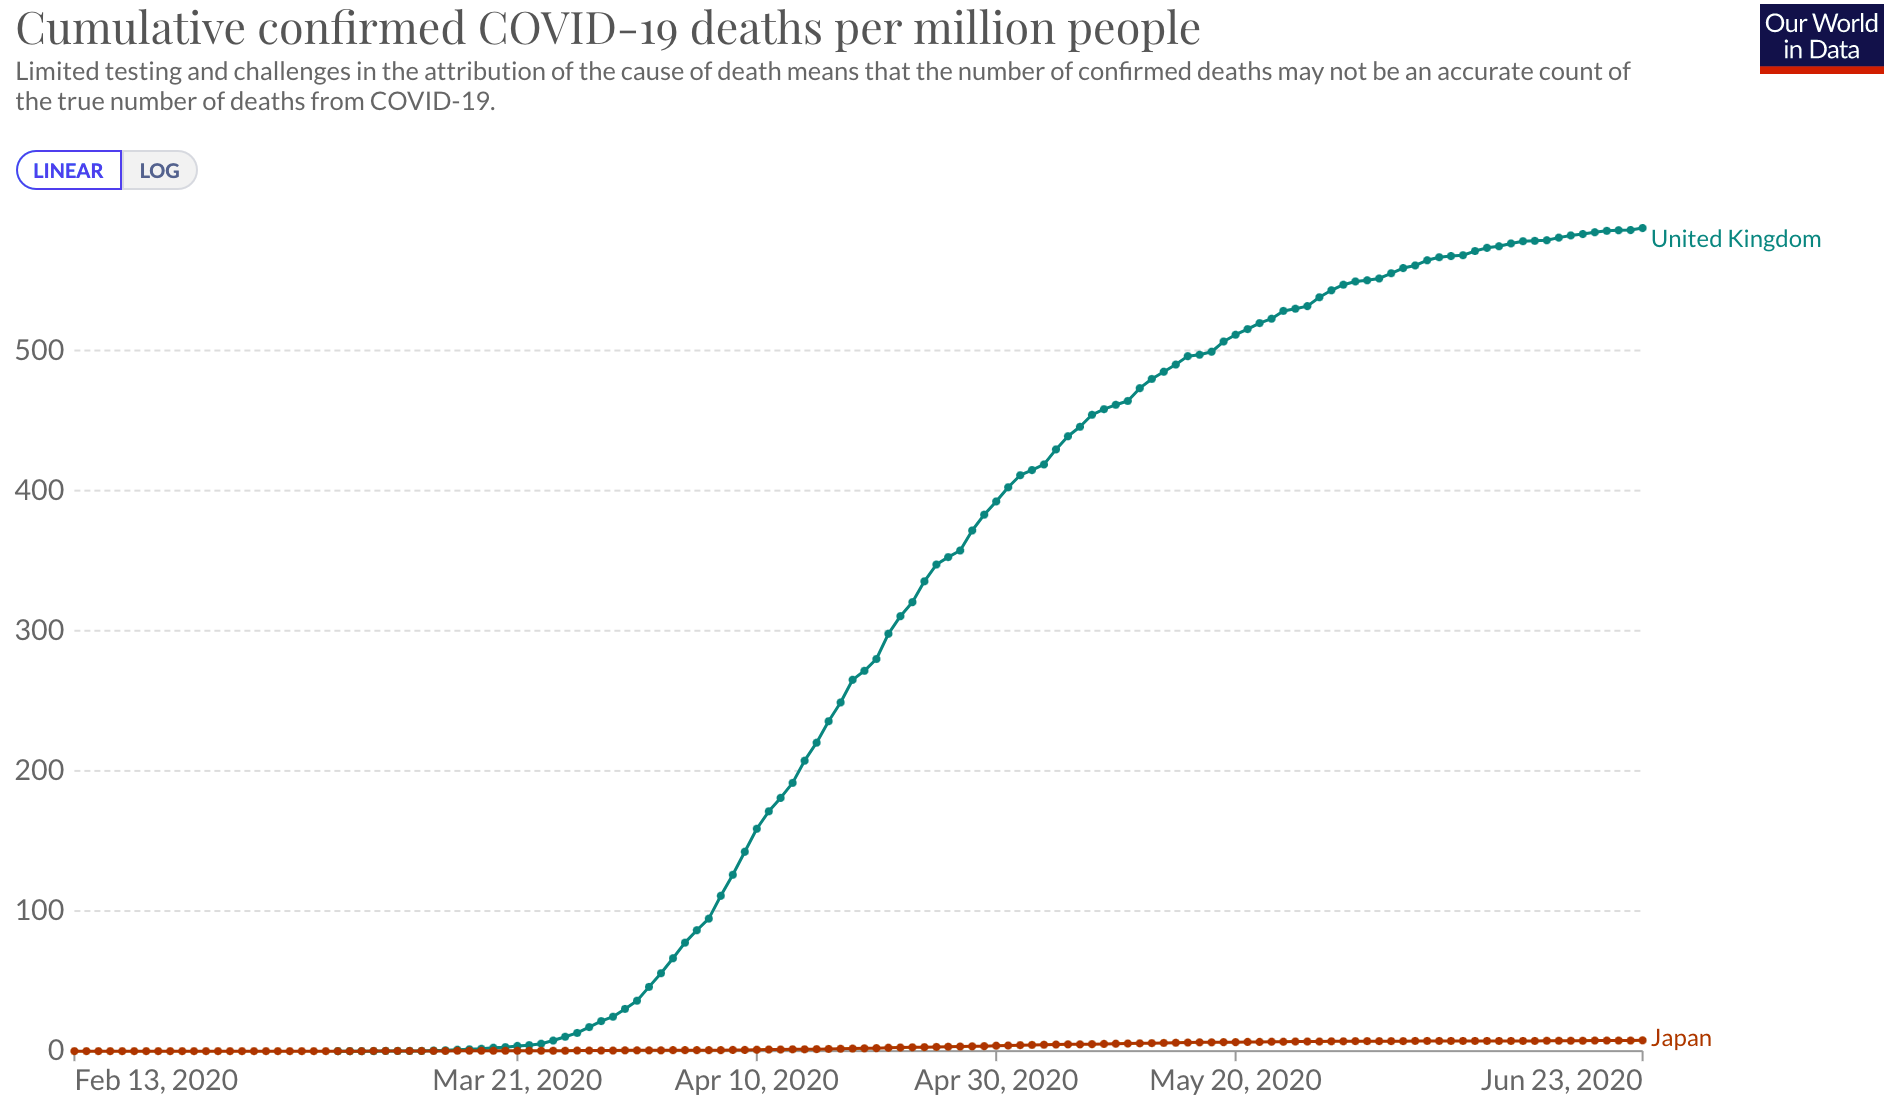 Cumulative confirmed COVID-19 deaths per million people
Our World
in Data
Limited testing and challenges in the attribution of the cause of death means that the number of confirmed deaths may not be an accurate count of
the true number of deaths from COVID-19.
LINEAR
LOG
United Kingdom
500
400
300
200
100
0
Japan
Feb 13, 2020
Mar 21, 2020
Apr 10, 2020
Apr 30, 2020
May 20, 2020
Jun 23, 2020